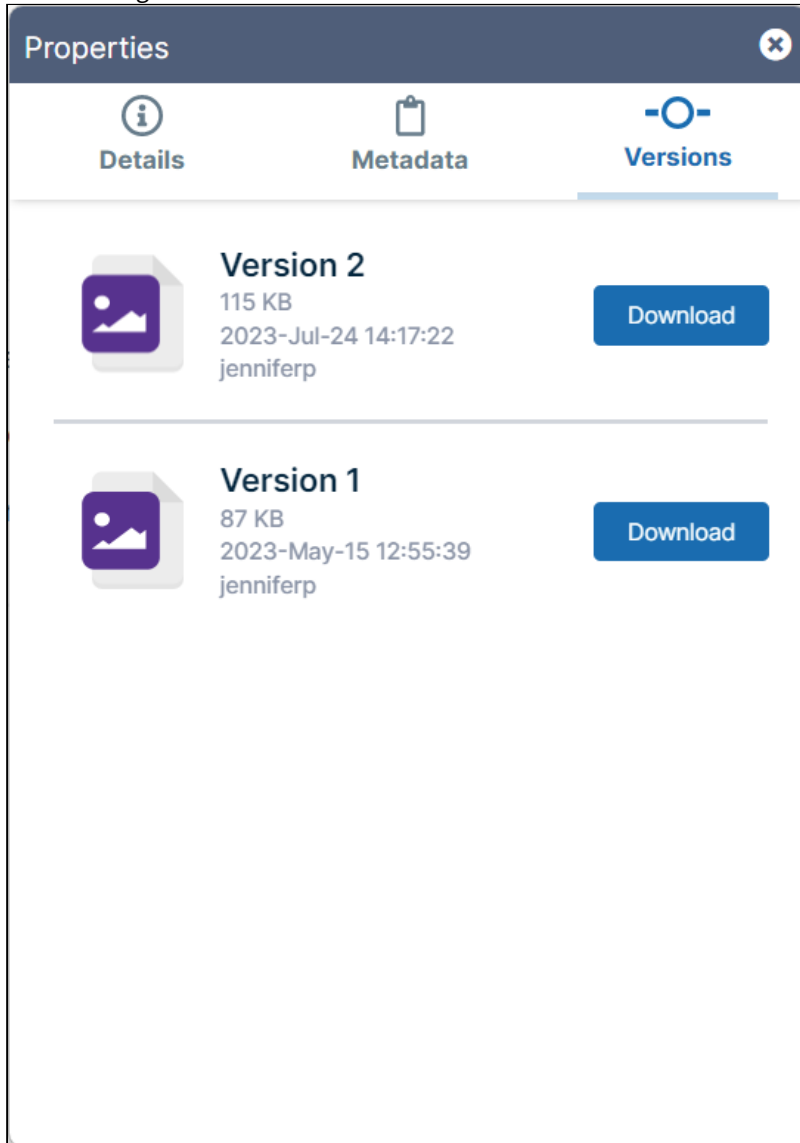 Properties
Details Metadata Versions
Version 2
115 KB
2023-Jul-24 14:17:22
jenniferp
Download
Version 1
87 KB
2023-May-15 12:55:39
jenniferp
Download